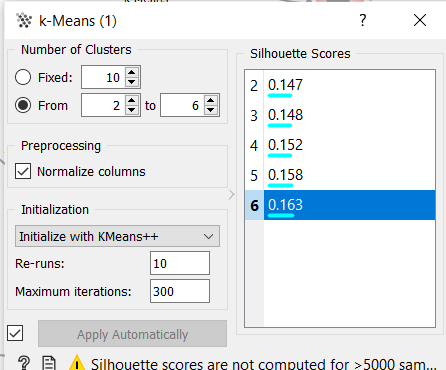 k-Means (1)
Number of Clusters
Fixed: 10
From 2 to 6
Preprocessing
Normalize columns
Initialization
Initialize with KMeans++
Re-runs: 10
Maximum iterations: 300
Apply Automatically
Silhouette Scores
2 0.147
3 0.148
4 0.152
5 0.158
6 0.163
? Silhouette scores are not computed for >5000 sam...